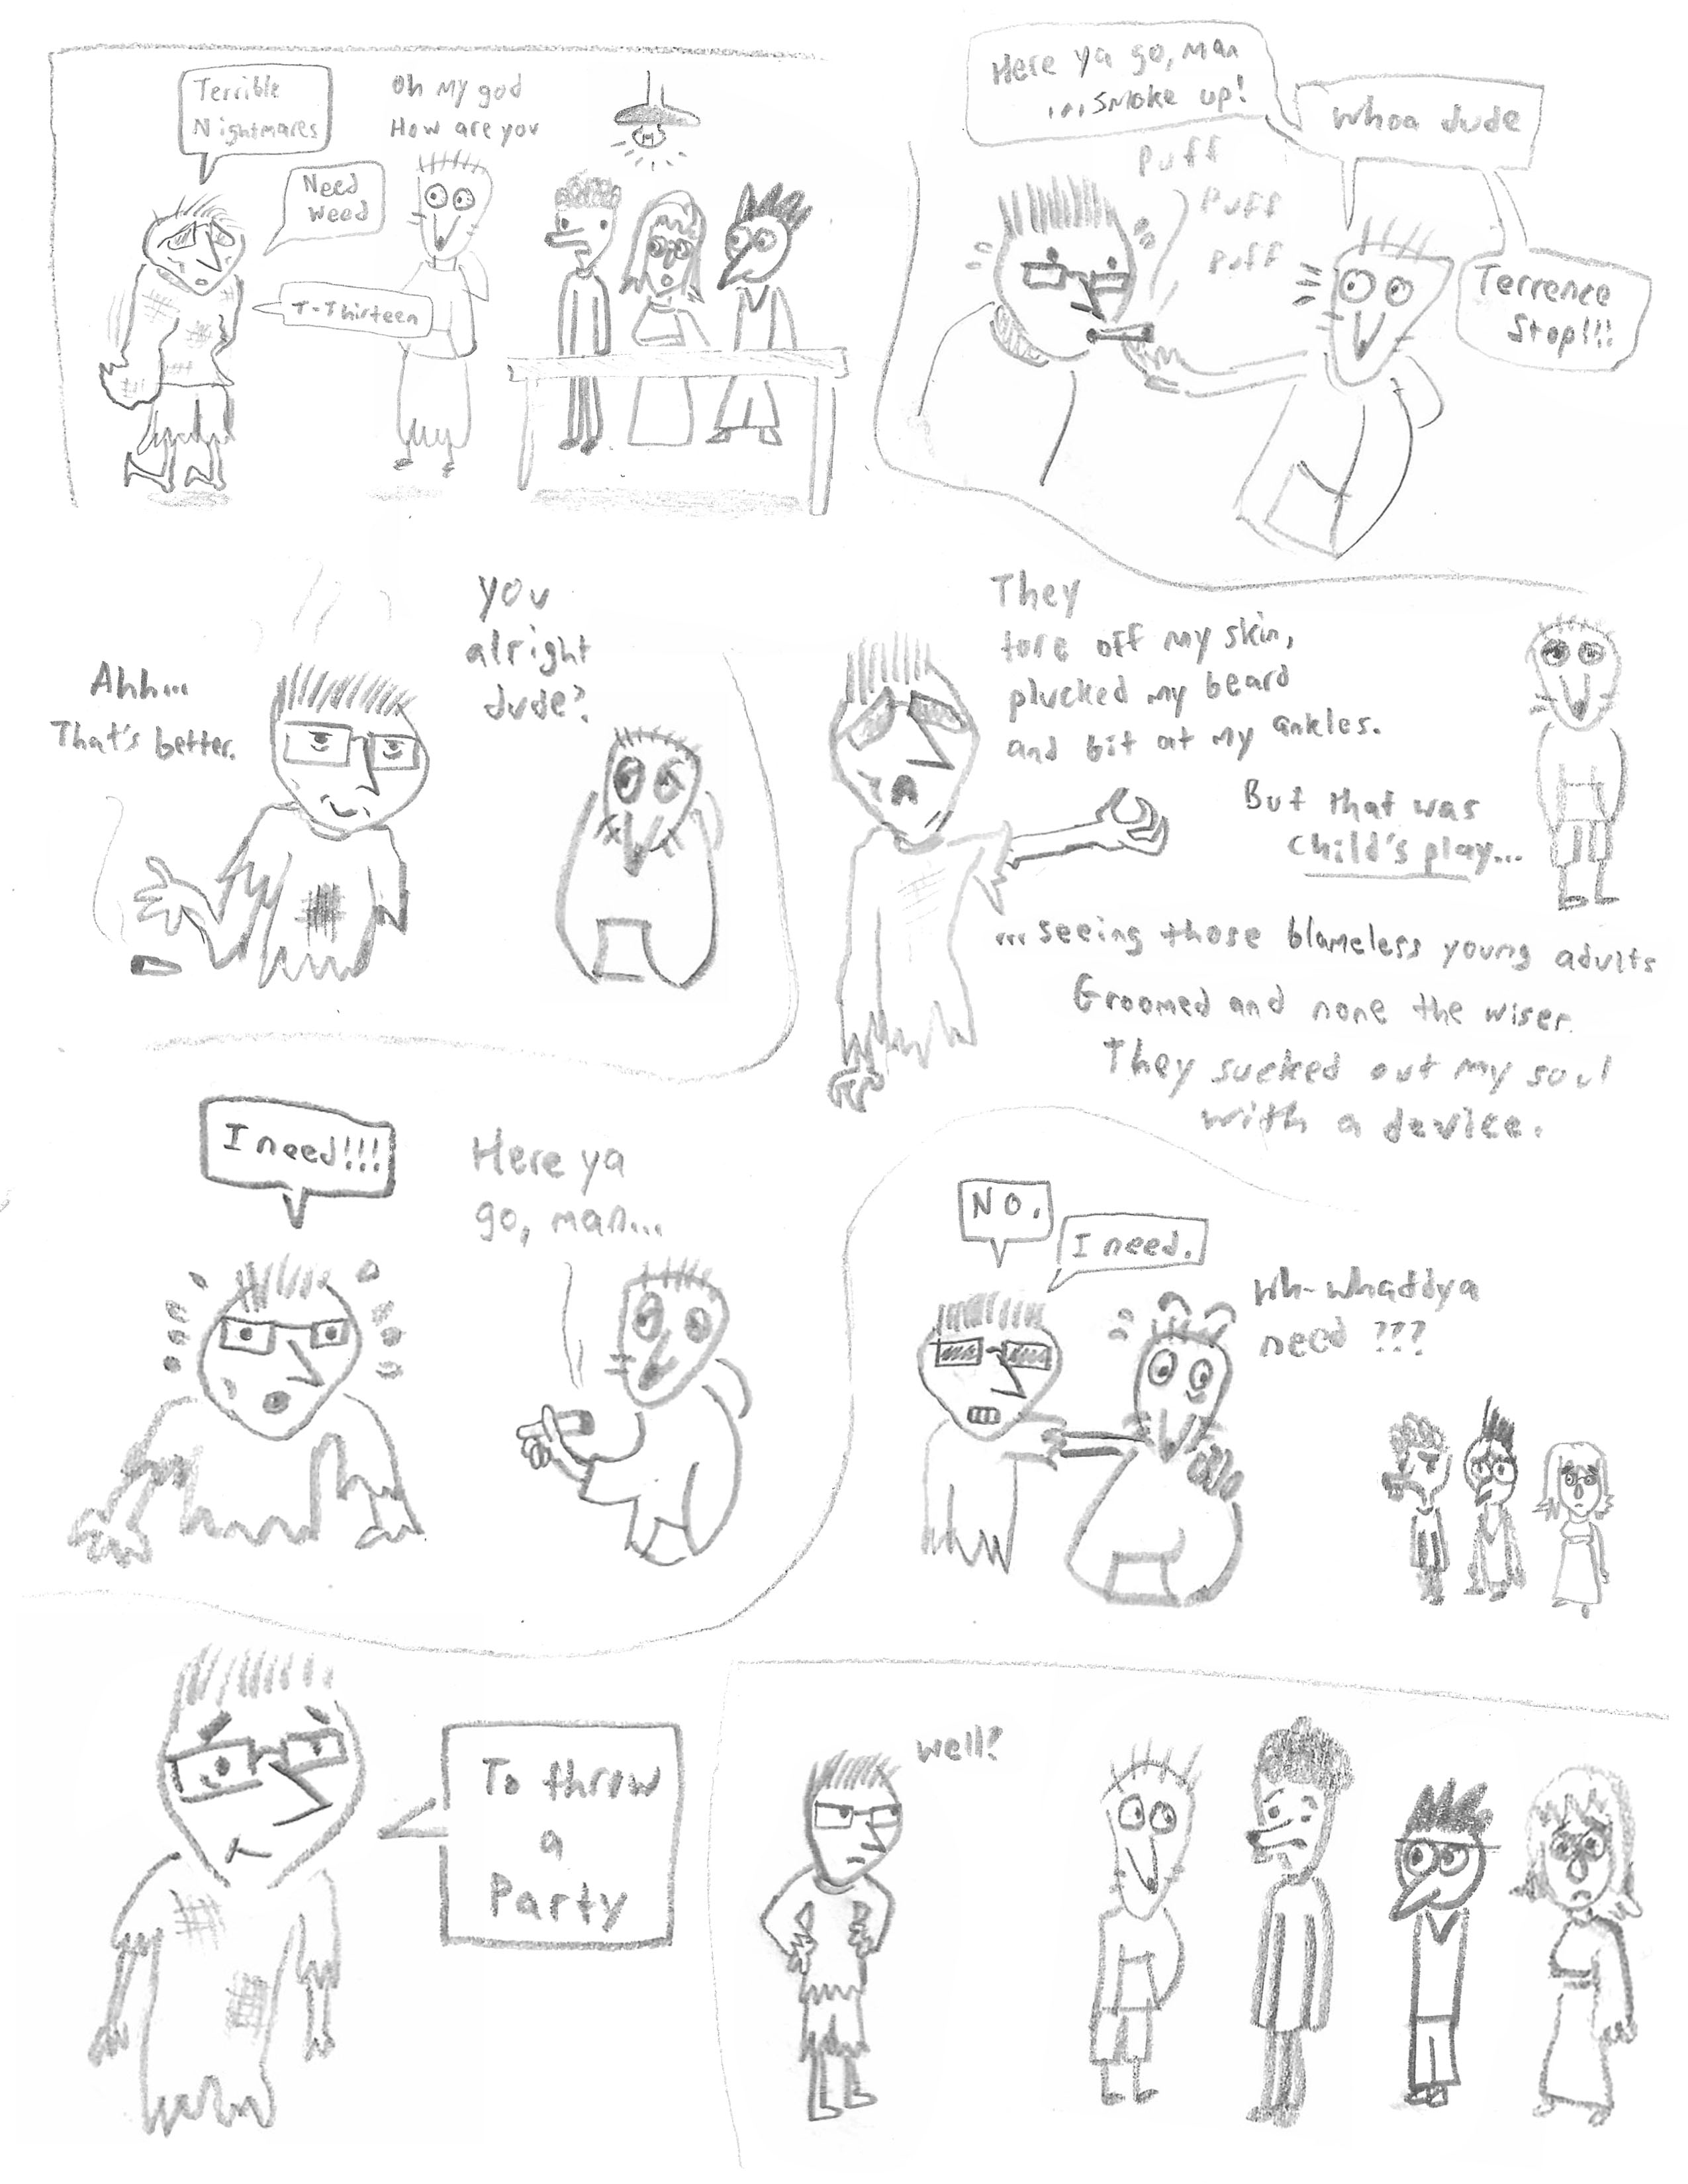 Terrible
Nightmares
Need
Weed
T-Thirteen
Oh My god
How are you
Here ya go, Man
...Smoke up!
Puff
Puff
Puff
Whoa dude
Terrence
Stop!!!
Ahh...
That's better.
You
alright
dude?
They
tore off my skin,
plucked my beard
and bit at my ankles.
But that was
child's play...
...seeing those blameless young adults
Groomed and none the wiser.
They sucked out my soul
with a device.
I need!!!
Here ya
go, man...
NO.
I need.
Wh-whaddya
need ???
To throw
a
Party
Well?